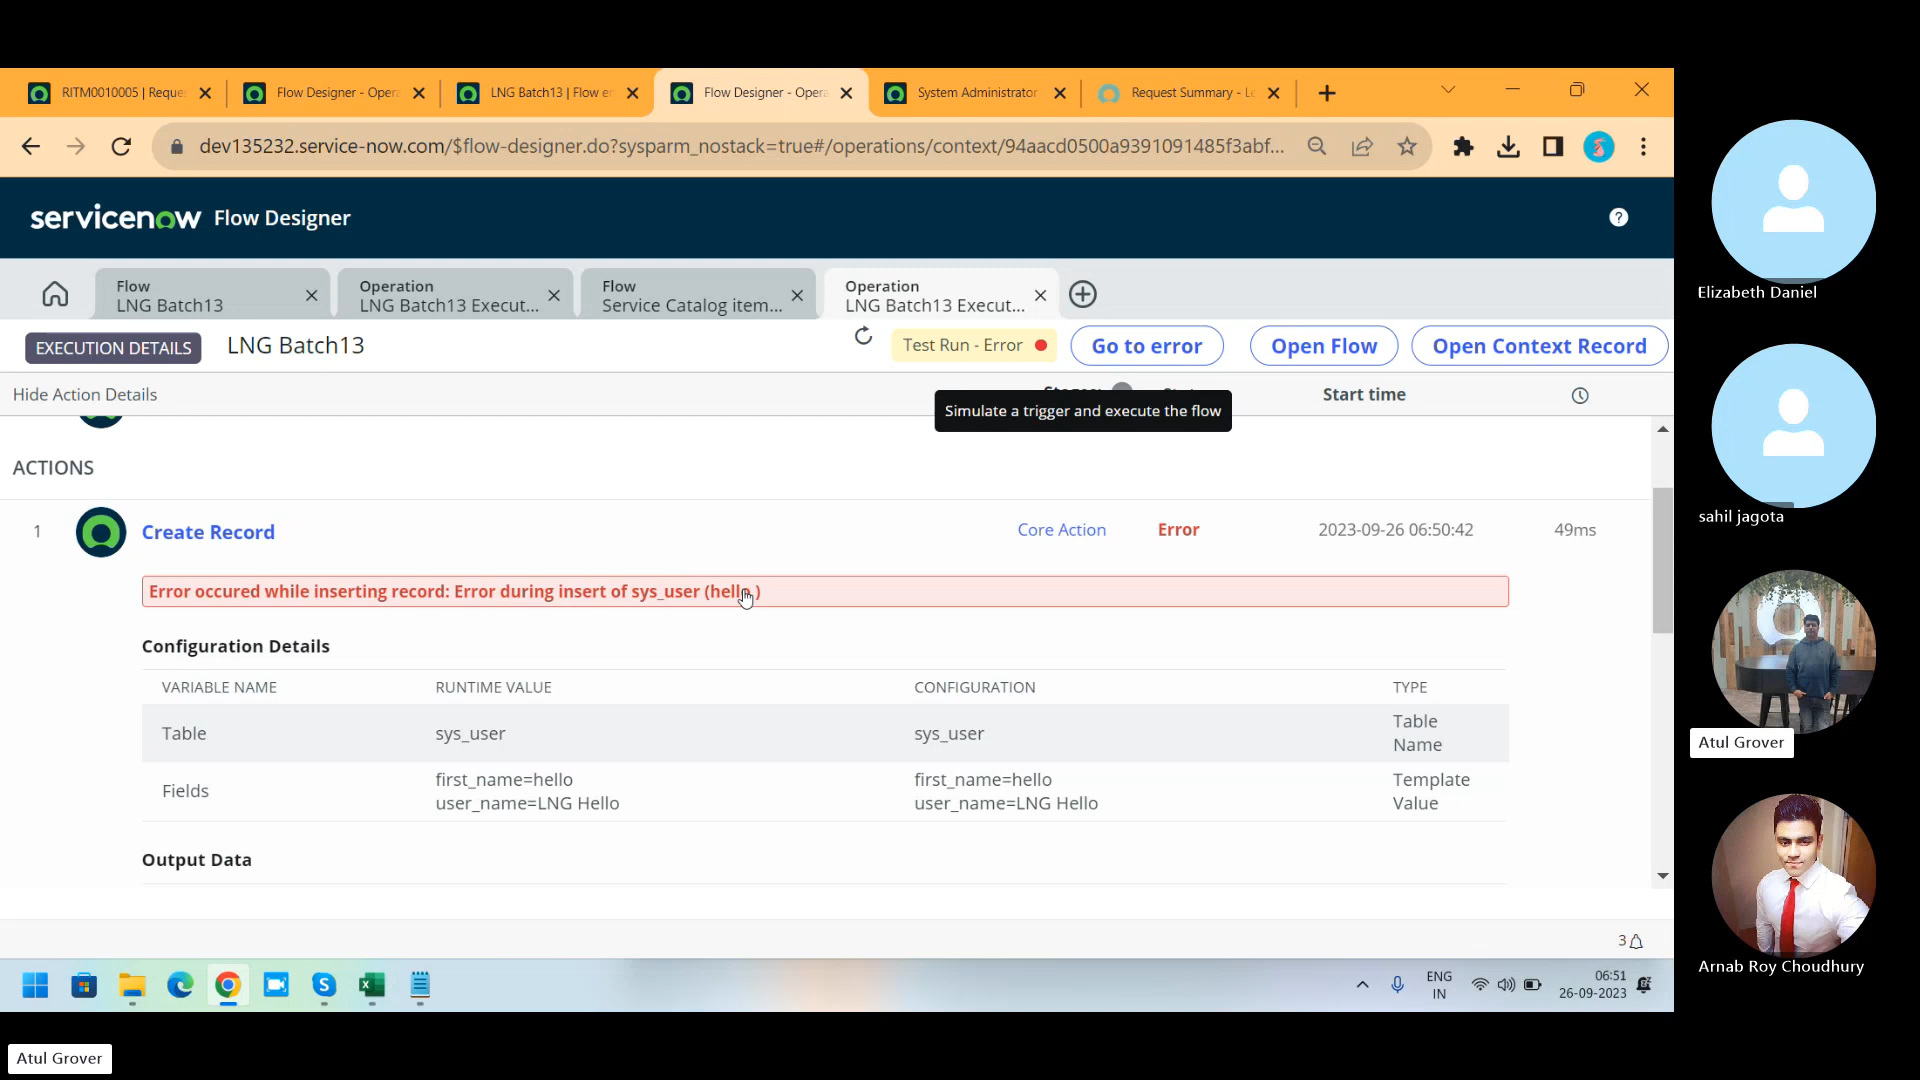 RITM0010005 | Reque
Flow Designer - Opera
LNG Batch13 | Flow er
Flow Designer - Opera
System Administrator
Request Summary - Le
dev135232.service-now.com/$flow-designer.do?sysparm_nostack=true#/operations/context/94aacd0500a9391091485f3abf...
servicenow Flow Designer
?
Flow
LNG Batch13
Operation
LNG Batch13 Execut...
Flow
Service Catalog item...
Operation
LNG Batch13 Execut...
EXECUTION DETAILS
LNG Batch13
Test Run - Error
Go to error
Open Flow
Open Context Record
Hide Action Details
Start time
Simulate a trigger and execute the flow
ACTIONS
1
Create Record
Core Action
Error
2023-09-26 06:50:42
49ms
Error occured while inserting record: Error during insert of sys_user (hello )
Configuration Details
VARIABLE NAME
RUNTIME VALUE
CONFIGURATION
TYPE
Table
sys_user
sys_user
Table
Name
Fields
first_name=hello
user_name=LNG Hello
first_name=hello
user_name=LNG Hello
Template
Value
Output Data
3
ENG
IN
06:51
26-09-2023
Elizabeth Daniel
sahil jagota
Atul Grover
Arnab Roy Choudhury
Atul Grover